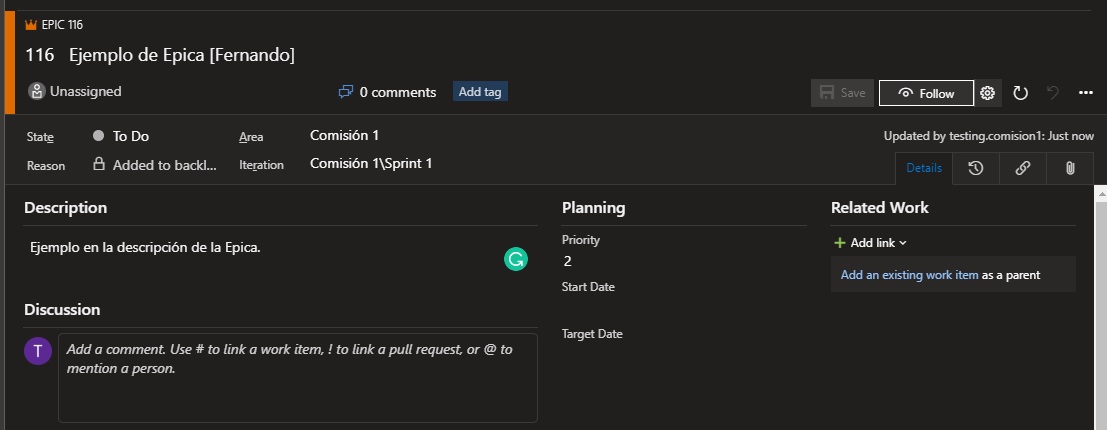 EPIC 116
116 Ejemplo de Epica [Fernando]
Unassigned
0 comments
Add tag
Save
Follow
State
To Do
Area
Comisión 1
Updated by testing.comision1: Just now
Reason
Added to backl...
Iteration
Comisión 1\Sprint 1
Details
Description
Planning
Related Work
Ejemplo en la descripción de la Epica.
Priority
2
Add link
Start Date
Add an existing work item as a parent
Discussion
Target Date
T
Add a comment. Use # to link a work item, ! to link a pull request, or @ to
mention a person.